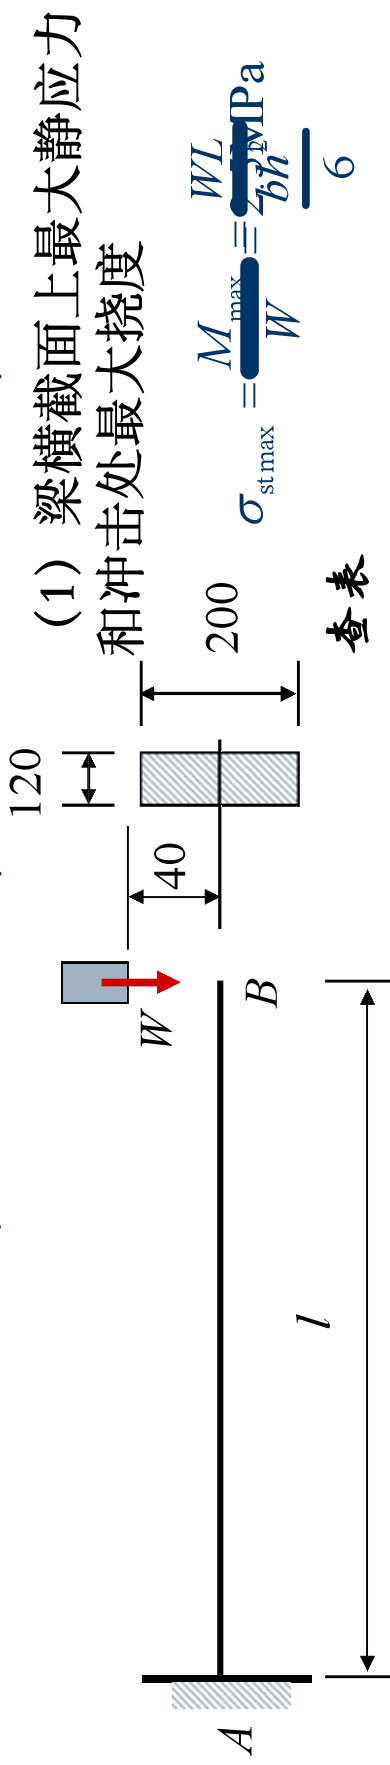 (1) 梁横截面上最大静应力
和冲击处最大挠度
σst max = Mmax / W = WL / (bh² / 6) = MPa
查表
120
200
40
W
A
B
l